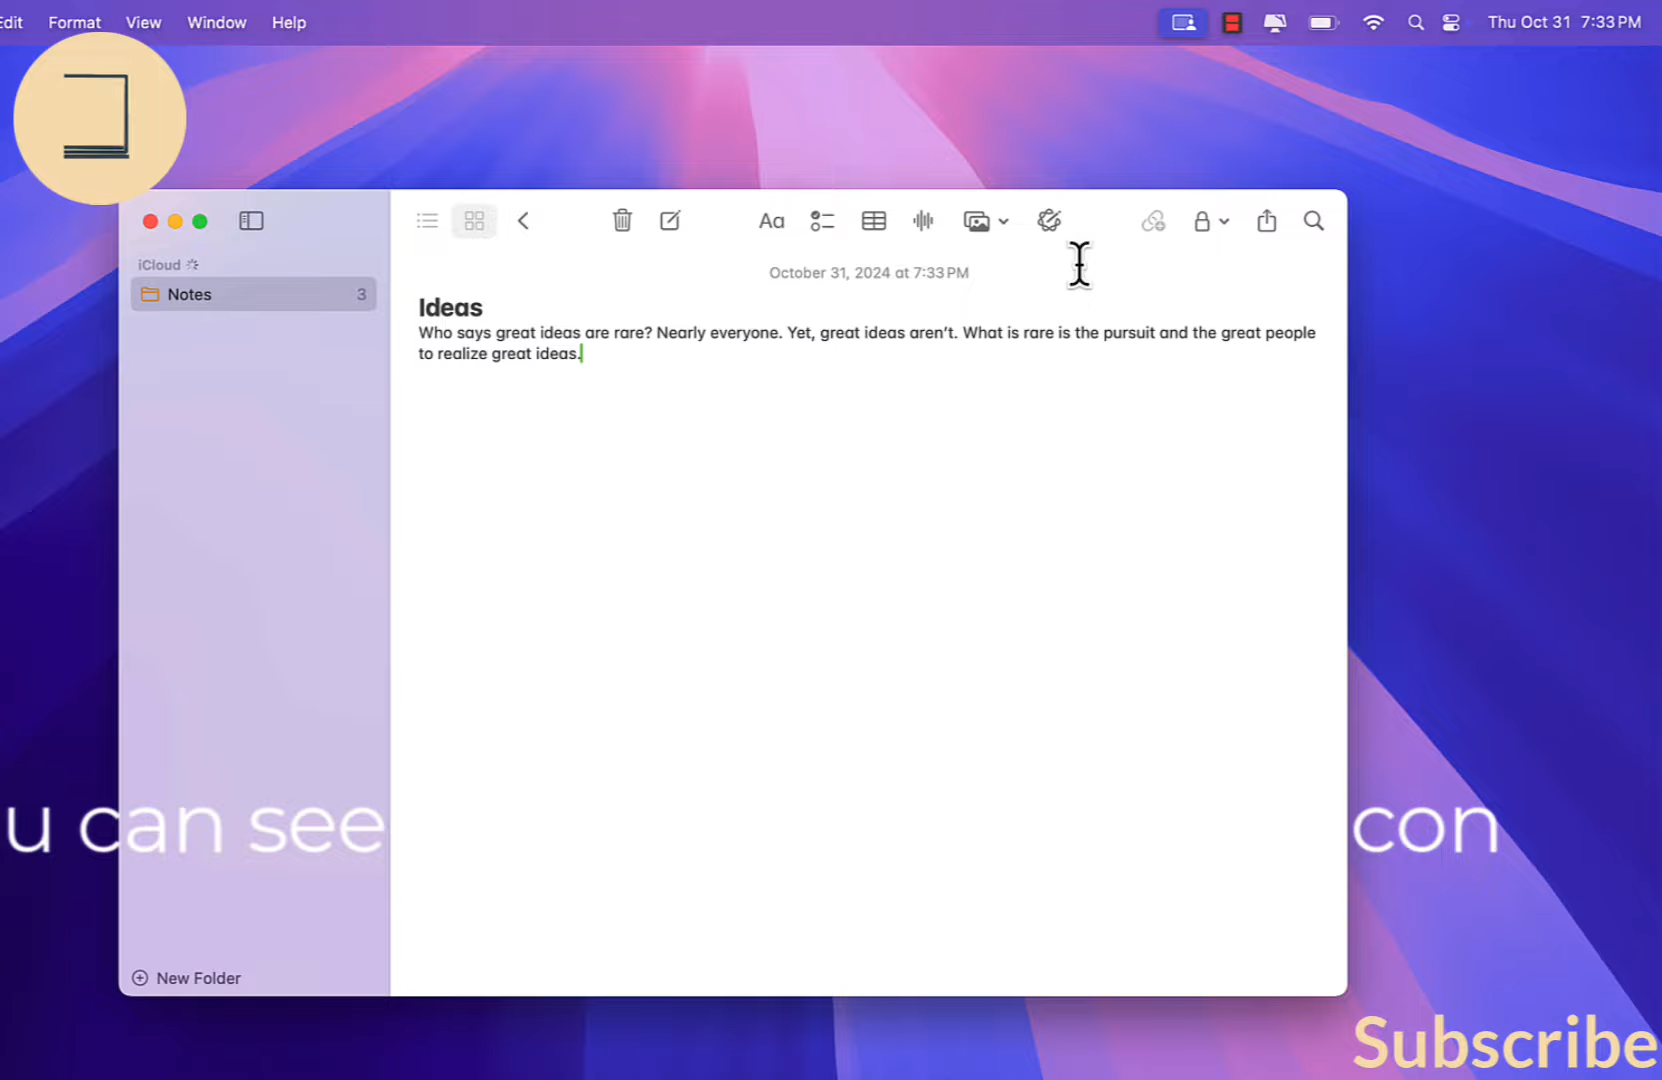 Edit Format View Window Help Thu Oct 31 7:33 PM
iCloud
Notes 3
Aa
October 31, 2024 at 7:33 PM
Ideas
Who says great ideas are rare? Nearly everyone. Yet, great ideas aren't. What is rare is the pursuit and the great people
to realize great ideas.
u can see con
New Folder
Subscribe